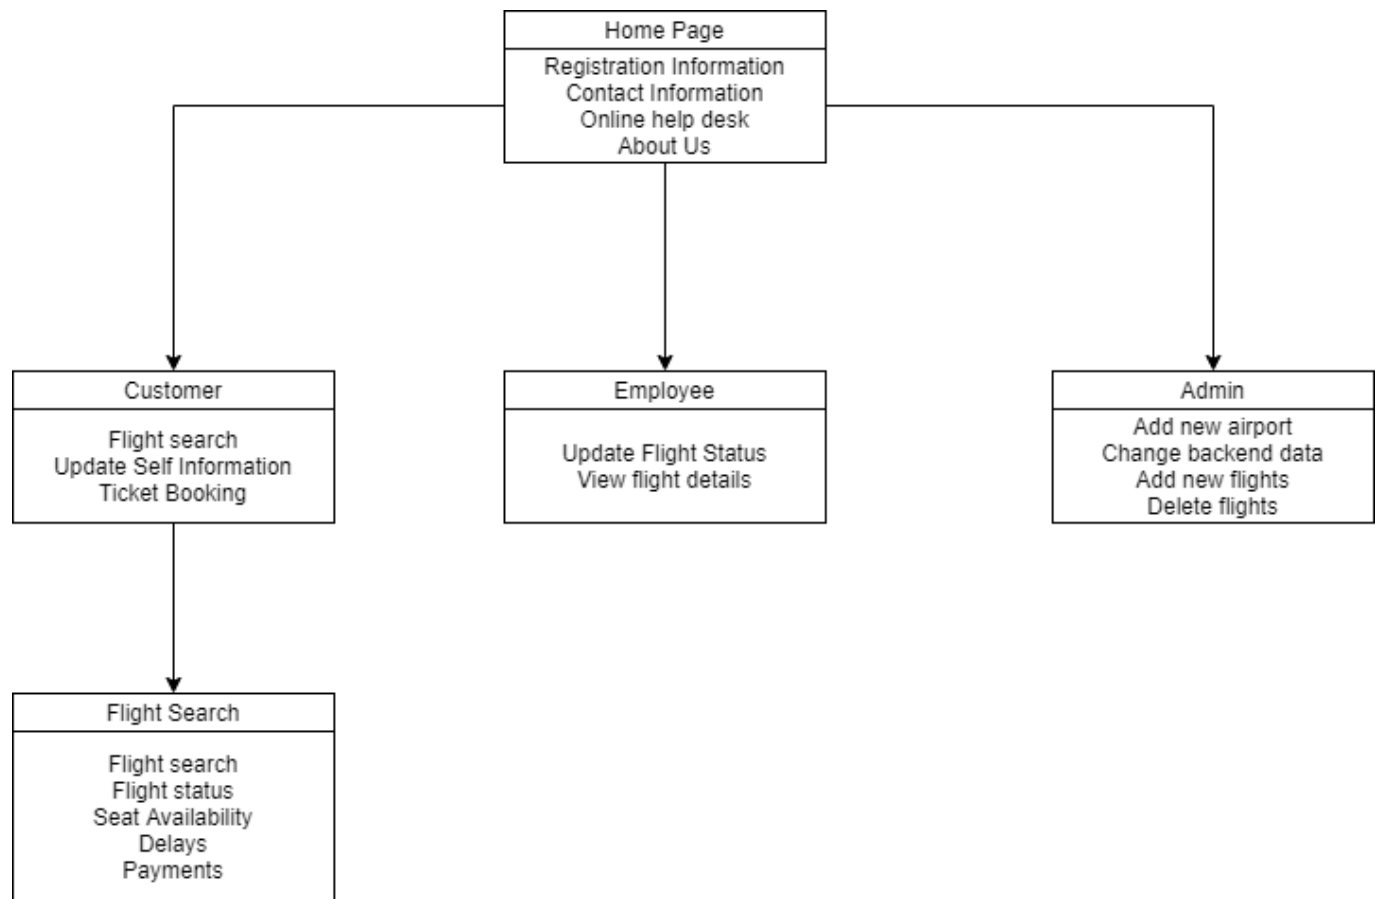 Home Page
Registration Information
Contact Information
Online help desk
About Us
Customer
Flight search
Update Self Information
Ticket Booking
Employee
Update Flight Status
View flight details
Admin
Add new airport
Change backend data
Add new flights
Delete flights
Flight Search
Flight search
Flight status
Seat Availability
Delays
Payments